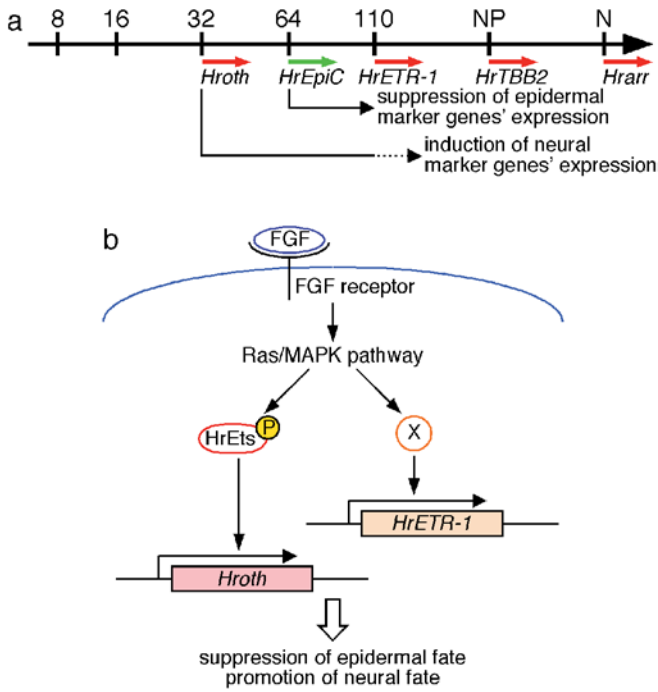 a
8 16 32 64 110 NP N
Hroth HrEpiC HrETR-1 HrTBB2 Hrarr
suppression of epidermal
marker genes' expression
induction of neural
marker genes' expression
b
FGF
FGF receptor
Ras/MAPK pathway
HrEts P X
HrETR-1
Hroth
suppression of epidermal fate
promotion of neural fate